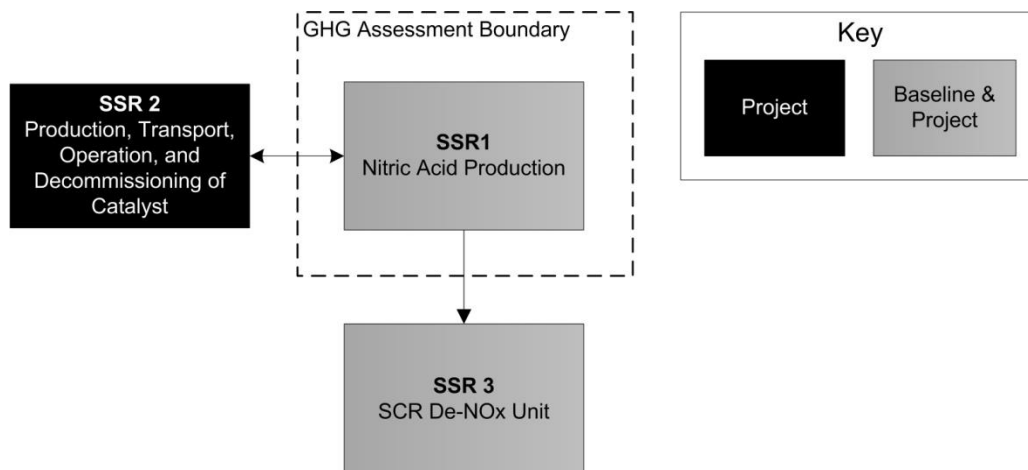 GHG Assessment Boundary
SSR 2
Production, Transport,
Operation, and
Decommissioning of
Catalyst
SSR1
Nitric Acid Production
SSR 3
SCR De-NOx Unit
Key
Project
Baseline &
Project